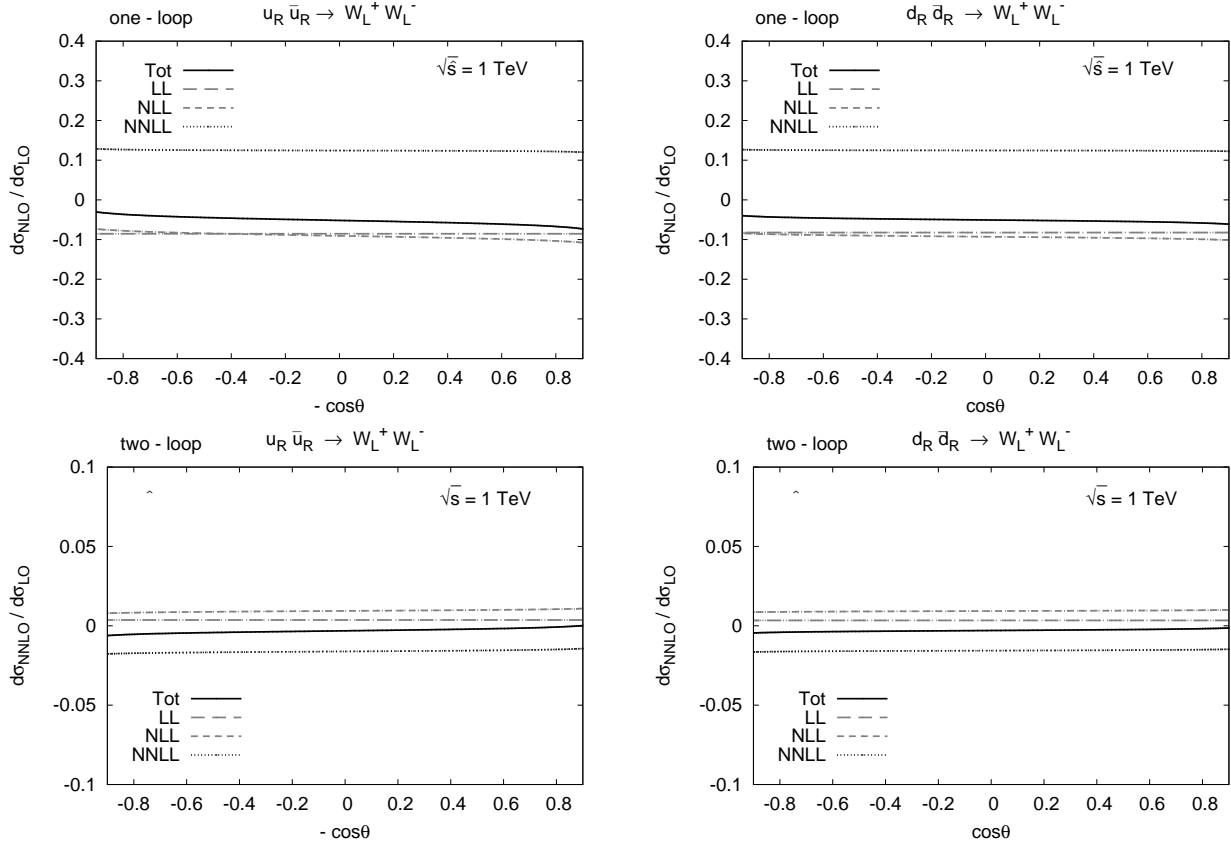 one - loop u_R ū_R → W_L^+ W_L^-
0.4
0.3
0.2
0.1
0
-0.1
-0.2
-0.3
-0.4
dσ_NLO / dσ_LO
Tot
LL
NLL
NNLL
√ŝ = 1 TeV
-0.8 -0.6 -0.4 -0.2 0 0.2 0.4 0.6 0.8
- cosθ
one - loop d_R d̄_R → W_L^+ W_L^-
0.4
0.3
0.2
0.1
0
-0.1
-0.2
-0.3
-0.4
dσ_NLO / dσ_LO
Tot
LL
NLL
NNLL
√ŝ = 1 TeV
-0.8 -0.6 -0.4 -0.2 0 0.2 0.4 0.6 0.8
cosθ
two - loop u_R ū_R → W_L^+ W_L^-
0.1
0.05
0
-0.05
-0.1
dσ_NNLO / dσ_LO
ˆ
√s = 1 TeV
Tot
LL
NLL
NNLL
-0.8 -0.6 -0.4 -0.2 0 0.2 0.4 0.6 0.8
- cosθ
two - loop d_R d̄_R → W_L^+ W_L^-
0.1
0.05
0
-0.05
-0.1
dσ_NNLO / dσ_LO
ˆ
√s = 1 TeV
Tot
LL
NLL
NNLL
-0.8 -0.6 -0.4 -0.2 0 0.2 0.4 0.6 0.8
cosθ